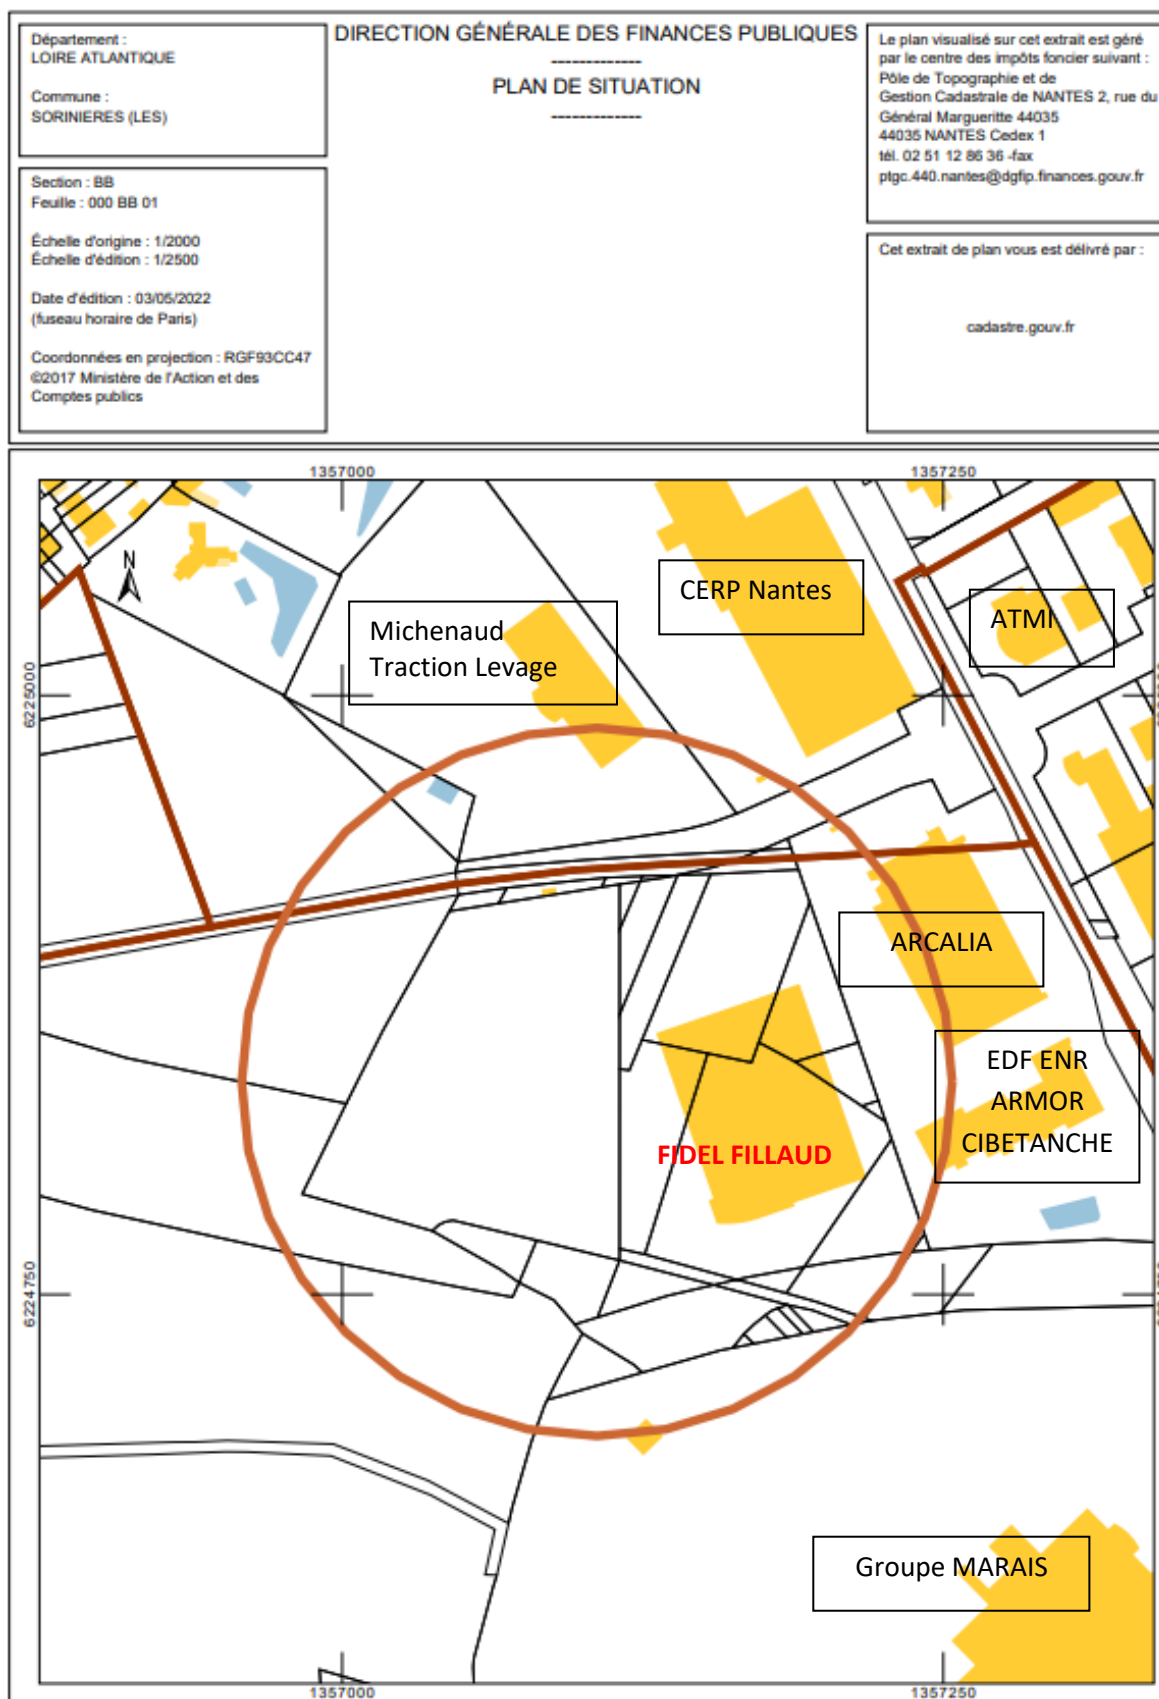 Département :
LOIRE ATLANTIQUE
Commune :
SORINIERES (LES)
Section : BB
Feuille : 000 BB 01
Échelle d'origine : 1/2000
Échelle d'édition : 1/2500
Date d'édition : 03/05/2022
(fuseau horaire de Paris)
Coordonnées en projection : RGF93CC47
©2017 Ministère de l'Action et des
Comptes publics
DIRECTION GÉNÉRALE DES FINANCES PUBLIQUES
-------------
PLAN DE SITUATION
-------------
Le plan visualisé sur cet extrait est géré
par le centre des impôts foncier suivant :
Pôle de Topographie et de
Gestion Cadastrale de NANTES 2, rue du
Général Margueritte 44035
44035 NANTES Cedex 1
tél. 02 51 12 86 36 -fax
ptgc.440.nantes@dgfip.finances.gouv.fr
Cet extrait de plan vous est délivré par :
cadastre.gouv.fr
1357000
1357250
N
CERP Nantes
ATMI
Michenaud
Traction Levage
6225000
ARCALIA
EDF ENR
ARMOR
CIBETANCHE
FIDEL FILLAUD
6224750
Groupe MARAIS
1357000
1357250